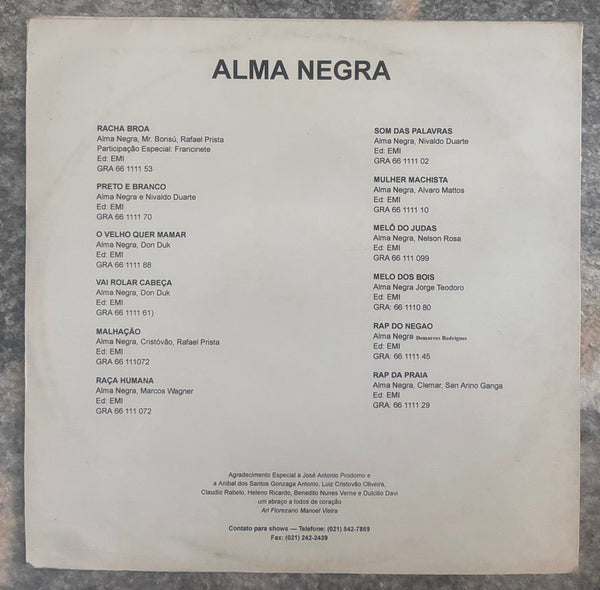 ALMA NEGRA
RACHA BROA
Alma Negra, Mr. Bonsú, Rafael Prista
Participação Especial: Francinete
Ed: EMI
GRA 66 1111 53
PRETO E BRANCO
Alma Negra e Nivaldo Duarte
Ed: EMI
GRA 66 1111 70
O VELHO QUER MAMAR
Alma Negra, Don Duk
Ed: EMI
GRA 66 1111 88
VAI ROLAR CABEÇA
Alma Negra, Don Duk
Ed: EMI
GRA 66 1111 61)
MALHAÇÃO
Alma Negra, Cristóvão, Rafael Prista
Ed: EMI
GRA 66 111072
RAÇA HUMANA
Alma Negra, Marcos Wagner
Ed: EMI
GRA 66 111 072
SOM DAS PALAVRAS
Alma Negra, Nivaldo Duarte
Ed: EMI
GRA 66 1111 02
MULHER MACHISTA
Alma Negra, Alvaro Mattos
Ed: EMI
GRA 66 1111 10
MELÔ DO JUDAS
Alma Negra, Nelson Rosa
Ed: EMI
GRA 66 111 099
MELO DOS BOIS
Alma Negra Jorge Teodoro
Ed: EMI
GRA: 66 1110 80
RAP DO NEGAO
Alma Negra Demarcus Rodrigues
Ed: EMI
GRA: 66 1111 45
RAP DA PRAIA
Alma Negra, Clemar, San Arino Ganga
Ed: EMI
GRA: 66 1111 29
Agradecimento Especial a José Antonio Prodomo e
a Anibal dos Santos Gonzaga Antonio, Luiz Cristovão Oliveira,
Claudio Rabelo, Heleno Ricardo, Benedito Nunes Verne e Dulcilio Davi
um abraço a todos de coração
Ari Florezano Manoel Vieira
Contato para shows — Telefone: (021) 542-7869
Fax: (021) 242-2439